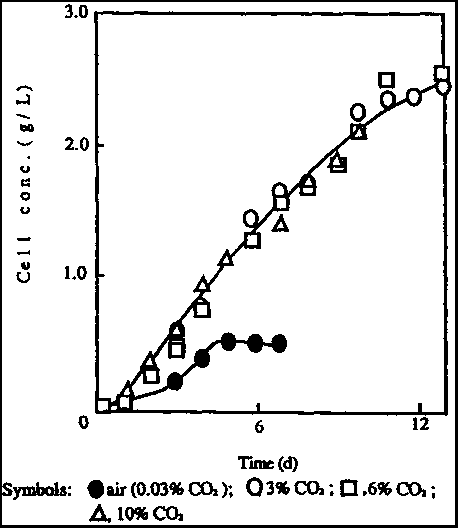 3.0
2.0
1.0
0
Cell conc. (g/L)
6
12
Time (d)
Symbols: ●air (0.03% CO₂); O3% CO₂; □,6% CO₂;
△, 10% CO₂